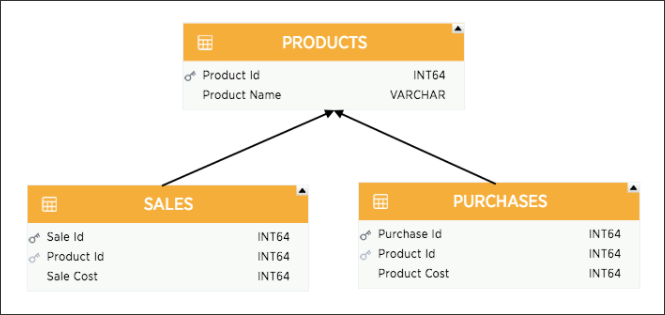 PRODUCTS
Product Id INT64
Product Name VARCHAR
SALES
Sale Id INT64
Product Id INT64
Sale Cost INT64
PURCHASES
Purchase Id INT64
Product Id INT64
Product Cost INT64